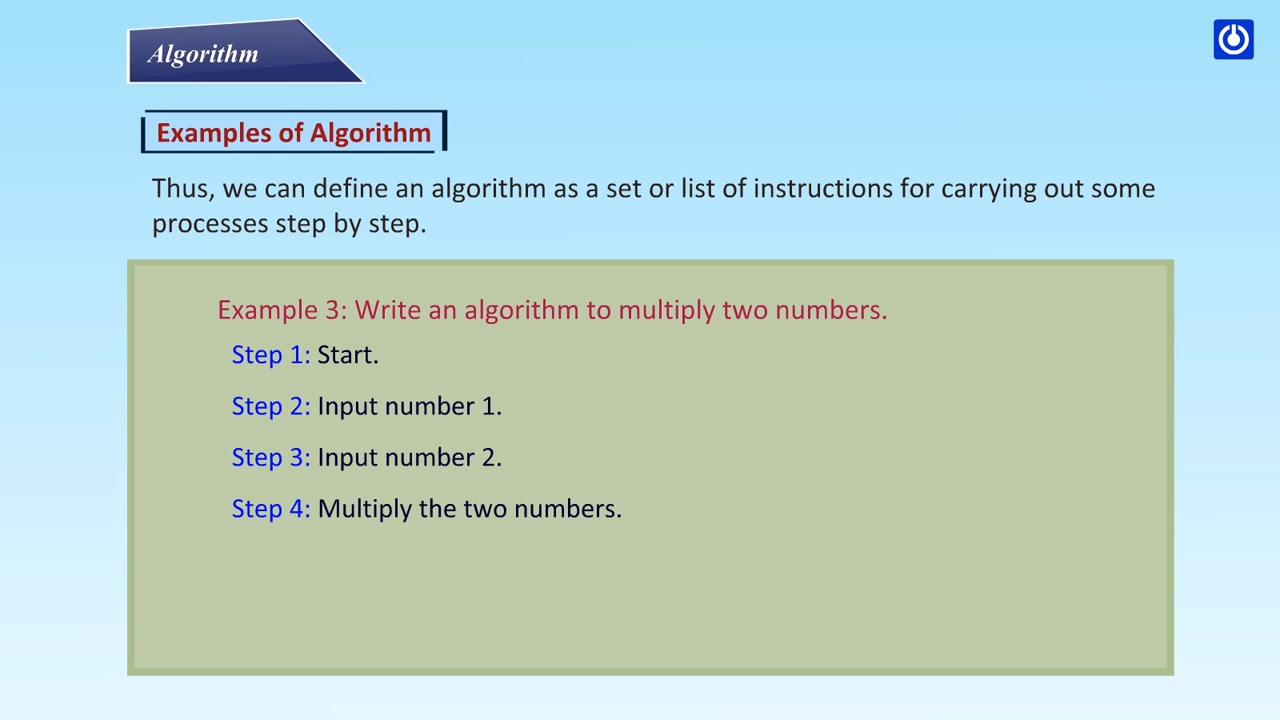 Algorithm
Examples of Algorithm
Thus, we can define an algorithm as a set or list of instructions for carrying out some
processes step by step.
Example 3: Write an algorithm to multiply two numbers.
Step 1: Start.
Step 2: Input number 1.
Step 3: Input number 2.
Step 4: Multiply the two numbers.